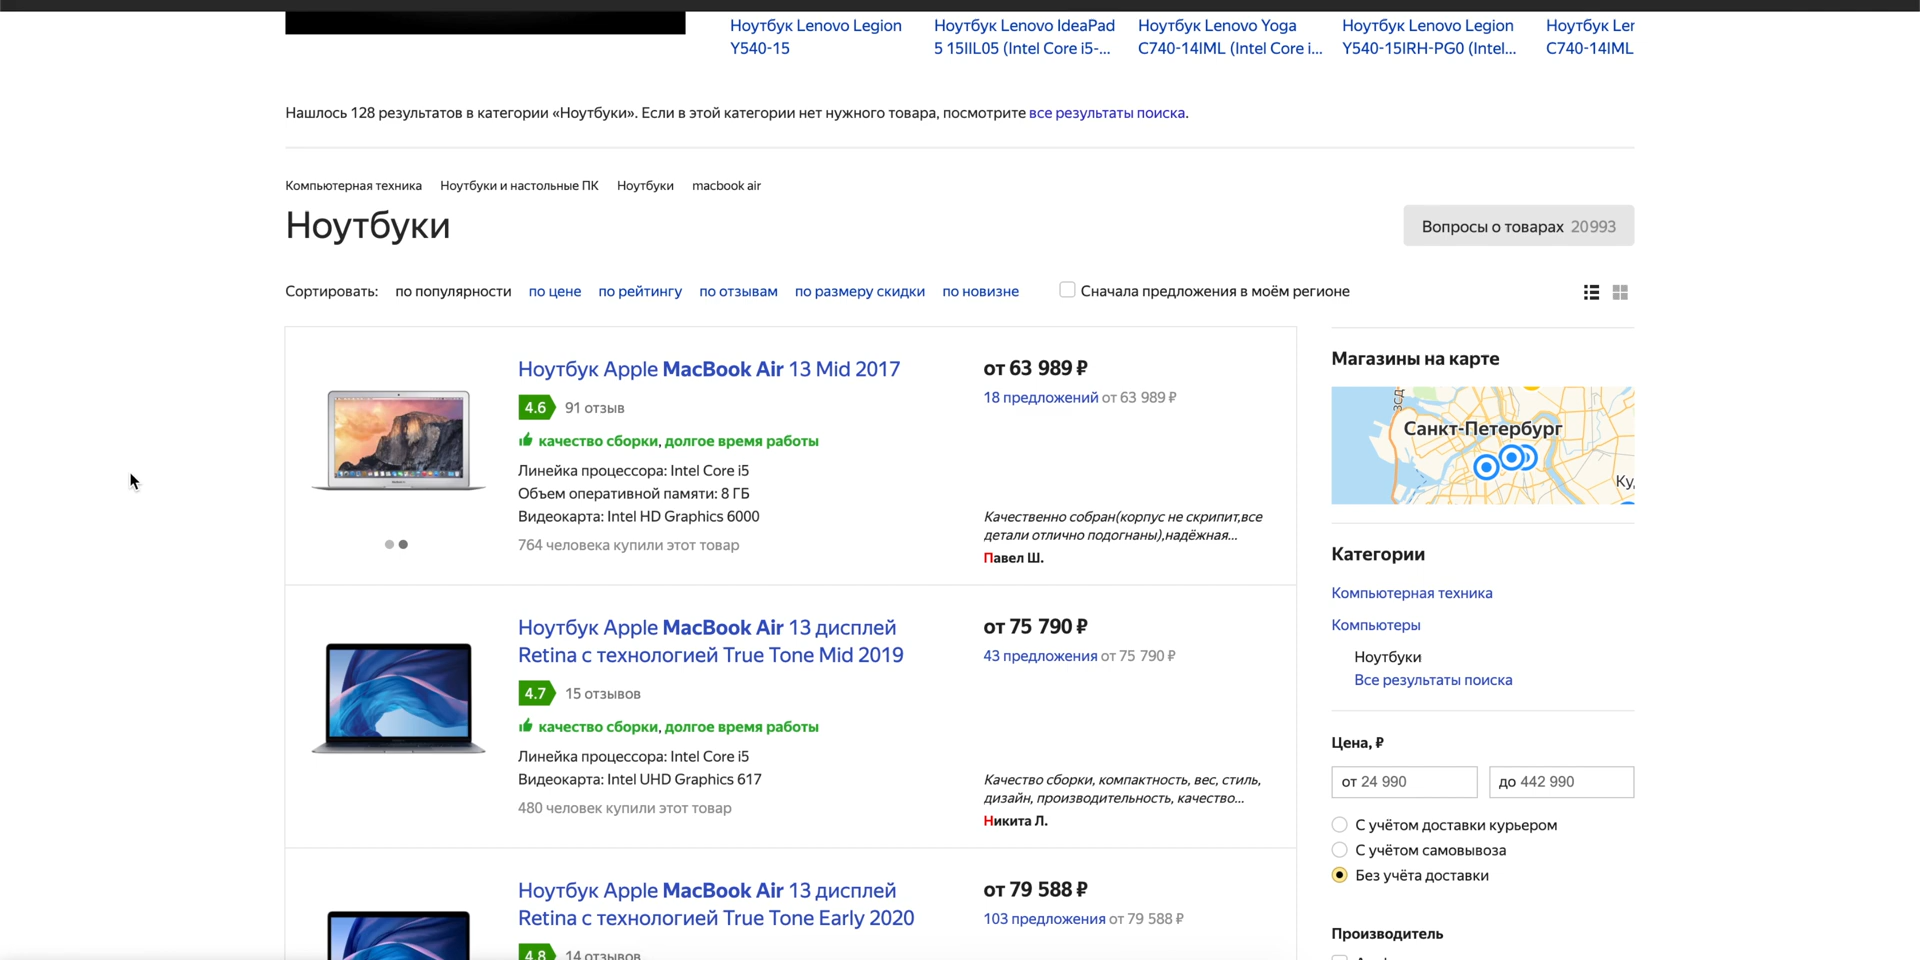 Ноутбук Lenovo Legion
Y540-15
Ноутбук Lenovo IdeaPad
5 15IIL05 (Intel Core i5-...
Ноутбук Lenovo Yoga
C740-14IML (Intel Core i...
Ноутбук Lenovo Legion
Y540-15IRH-PG0 (Intel...
Ноутбук Ler
C740-14IML
Нашлось 128 результатов в категории «Ноутбуки». Если в этой категории нет нужного товара, посмотрите все результаты поиска.
Компьютерная техника Ноутбуки и настольные ПК Ноутбуки macbook air
Ноутбуки
Вопросы о товарах 20993
Сортировать: по популярности по цене по рейтингу по отзывам по размеру скидки по новизне Сначала предложения в моём регионе
Ноутбук Apple MacBook Air 13 Mid 2017
4.6 91 отзыв
качество сборки, долгое время работы
Линейка процессора: Intel Core i5
Объем оперативной памяти: 8 ГБ
Видеокарта: Intel HD Graphics 6000
764 человека купили этот товар
от 63 989 ₽
18 предложений от 63 989 ₽
Качественно собран(корпус не скрипит,все
детали отлично подогнаны),надёжная...
Павел Ш.
Ноутбук Apple MacBook Air 13 дисплей
Retina с технологией True Tone Mid 2019
4.7 15 отзывов
качество сборки, долгое время работы
Линейка процессора: Intel Core i5
Видеокарта: Intel UHD Graphics 617
480 человек купили этот товар
от 75 790 ₽
43 предложения от 75 790 ₽
Качество сборки, компактность, вес, стиль,
дизайн, производительность, качество...
Никита Л.
Ноутбук Apple MacBook Air 13 дисплей
Retina с технологией True Tone Early 2020
4.8 14 отзывов
от 79 588 ₽
103 предложения от 79 588 ₽
Магазины на карте
ЗСД
Санкт-Петербург
Ку
Категории
Компьютерная техника
Компьютеры
Ноутбуки
Все результаты поиска
Цена, ₽
от 24 990
до 442 990
С учётом доставки курьером
С учётом самовывоза
Без учёта доставки
Производитель